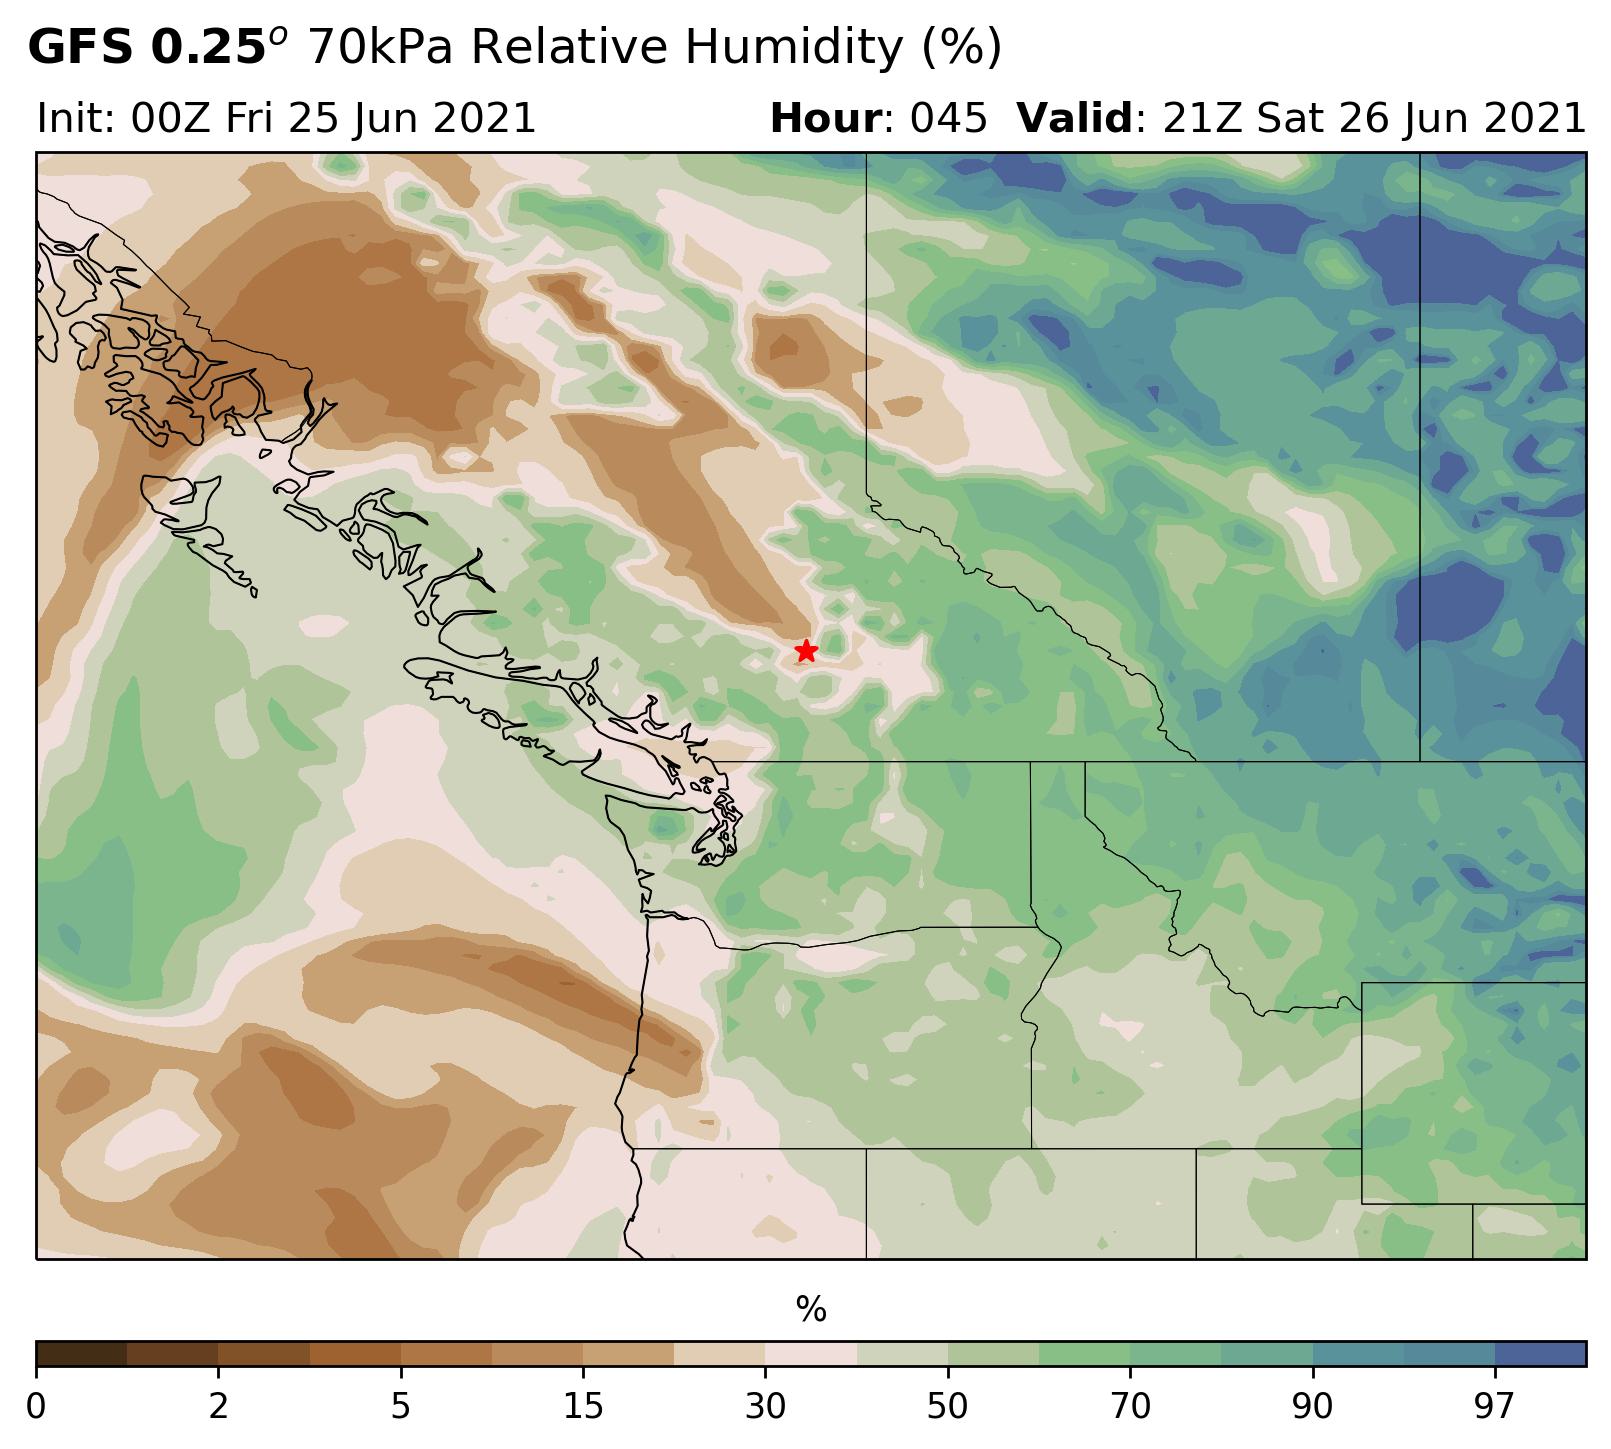 GFS 0.25° 70kPa Relative Humidity (%)
Init: 00Z Fri 25 Jun 2021 Hour: 045 Valid: 21Z Sat 26 Jun 2021
%
0 2 5 15 30 50 70 90 97